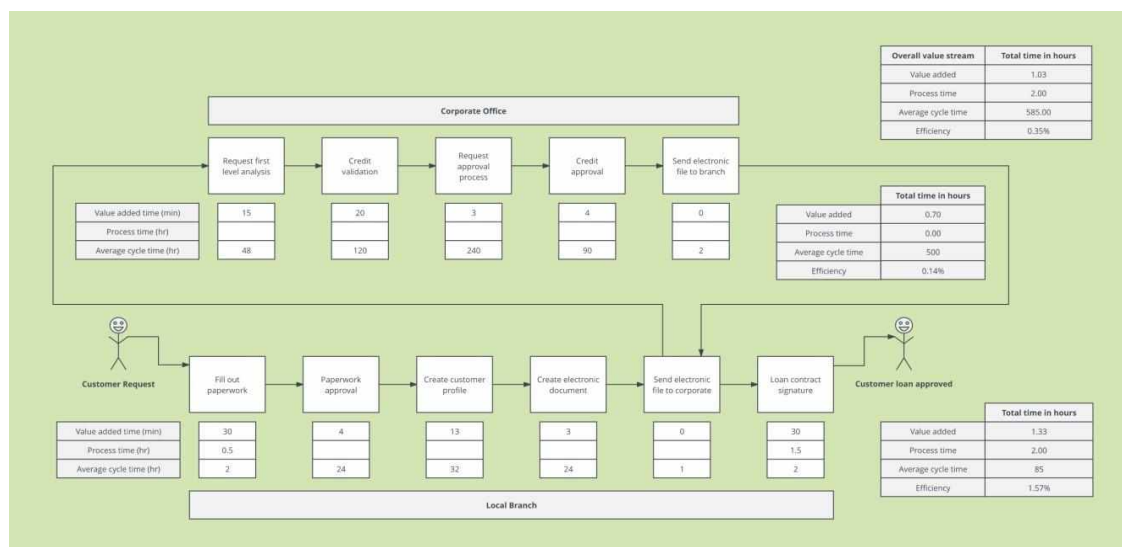 Overall value stream Total time in hours
Value added 1.03
Process time 2.00
Average cycle time 585.00
Efficiency 0.35%
Corporate Office
Request first
level analysis
Credit
validation
Request
approval
process
Credit
approval
Send electronic
file to branch
Value added time (min) 15 20 3 4 0
Process time (hr)
Average cycle time (hr) 48 120 240 90 2
Total time in hours
Value added 0.70
Process time 0.00
Average cycle time 500
Efficiency 0.14%
Customer Request
Fill out
paperwork
Paperwork
approval
Create customer
profile
Create electronic
document
Send electronic
file to corporate
Loan contract
signature
Customer loan approved
Value added time (min) 30 4 13 3 0 30
Process time (hr) 0.5 1.5
Average cycle time (hr) 2 24 32 24 1 2
Total time in hours
Value added 1.33
Process time 2.00
Average cycle time 85
Efficiency 1.57%
Local Branch